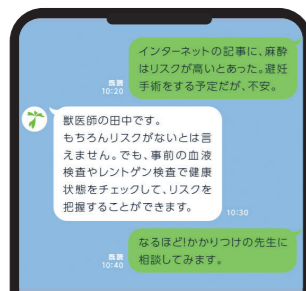 インターネットの記事に、麻酔
はリスクが高いとあった。避妊
手術をする予定だが、不安。
既読
10:20
獣医師の田中です。
もちろんリスクがないとは言
えません。でも、事前の血液
検査やレントゲン検査で健康
状態をチェックして、リスクを
把握することができます。
10:30
なるほど!かかりつけの先生に
相談してみます。
既読
10:40